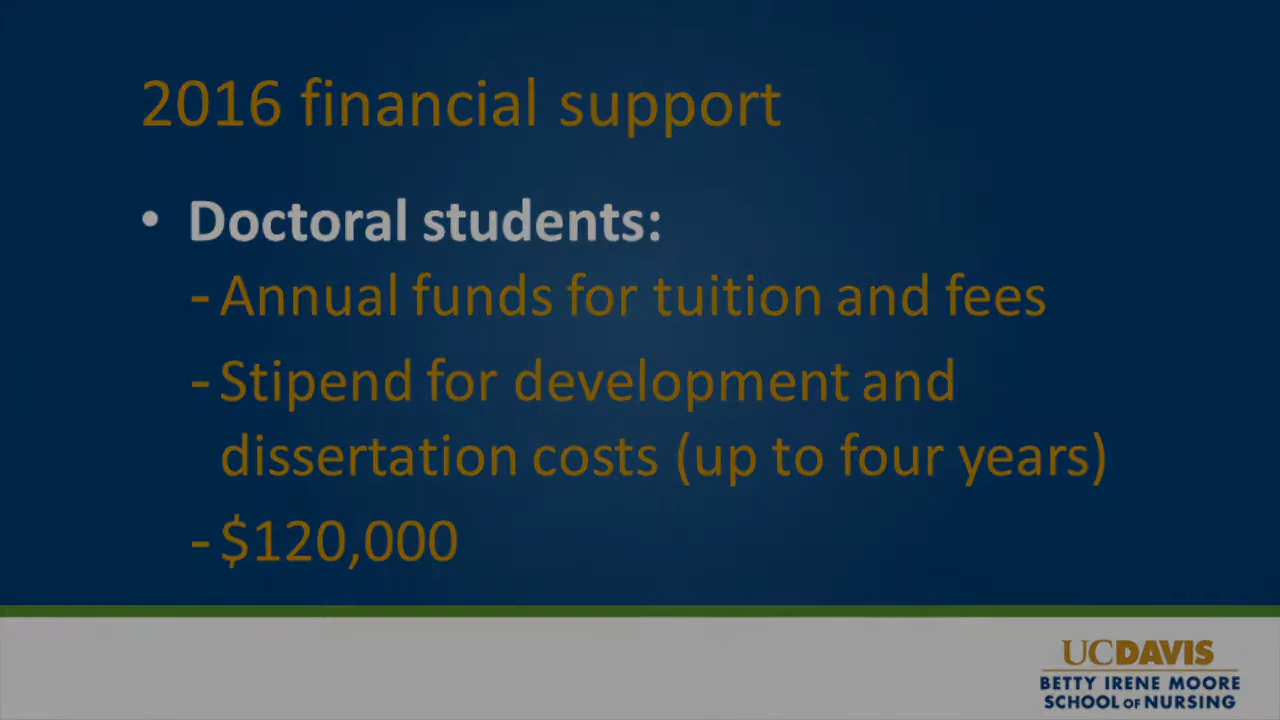 2016 financial support
• Doctoral students:
- Annual funds for tuition and fees
- Stipend for development and
dissertation costs (up to four years)
- $120,000
UCDAVIS
BETTY IRENE MOORE
SCHOOL OF NURSING